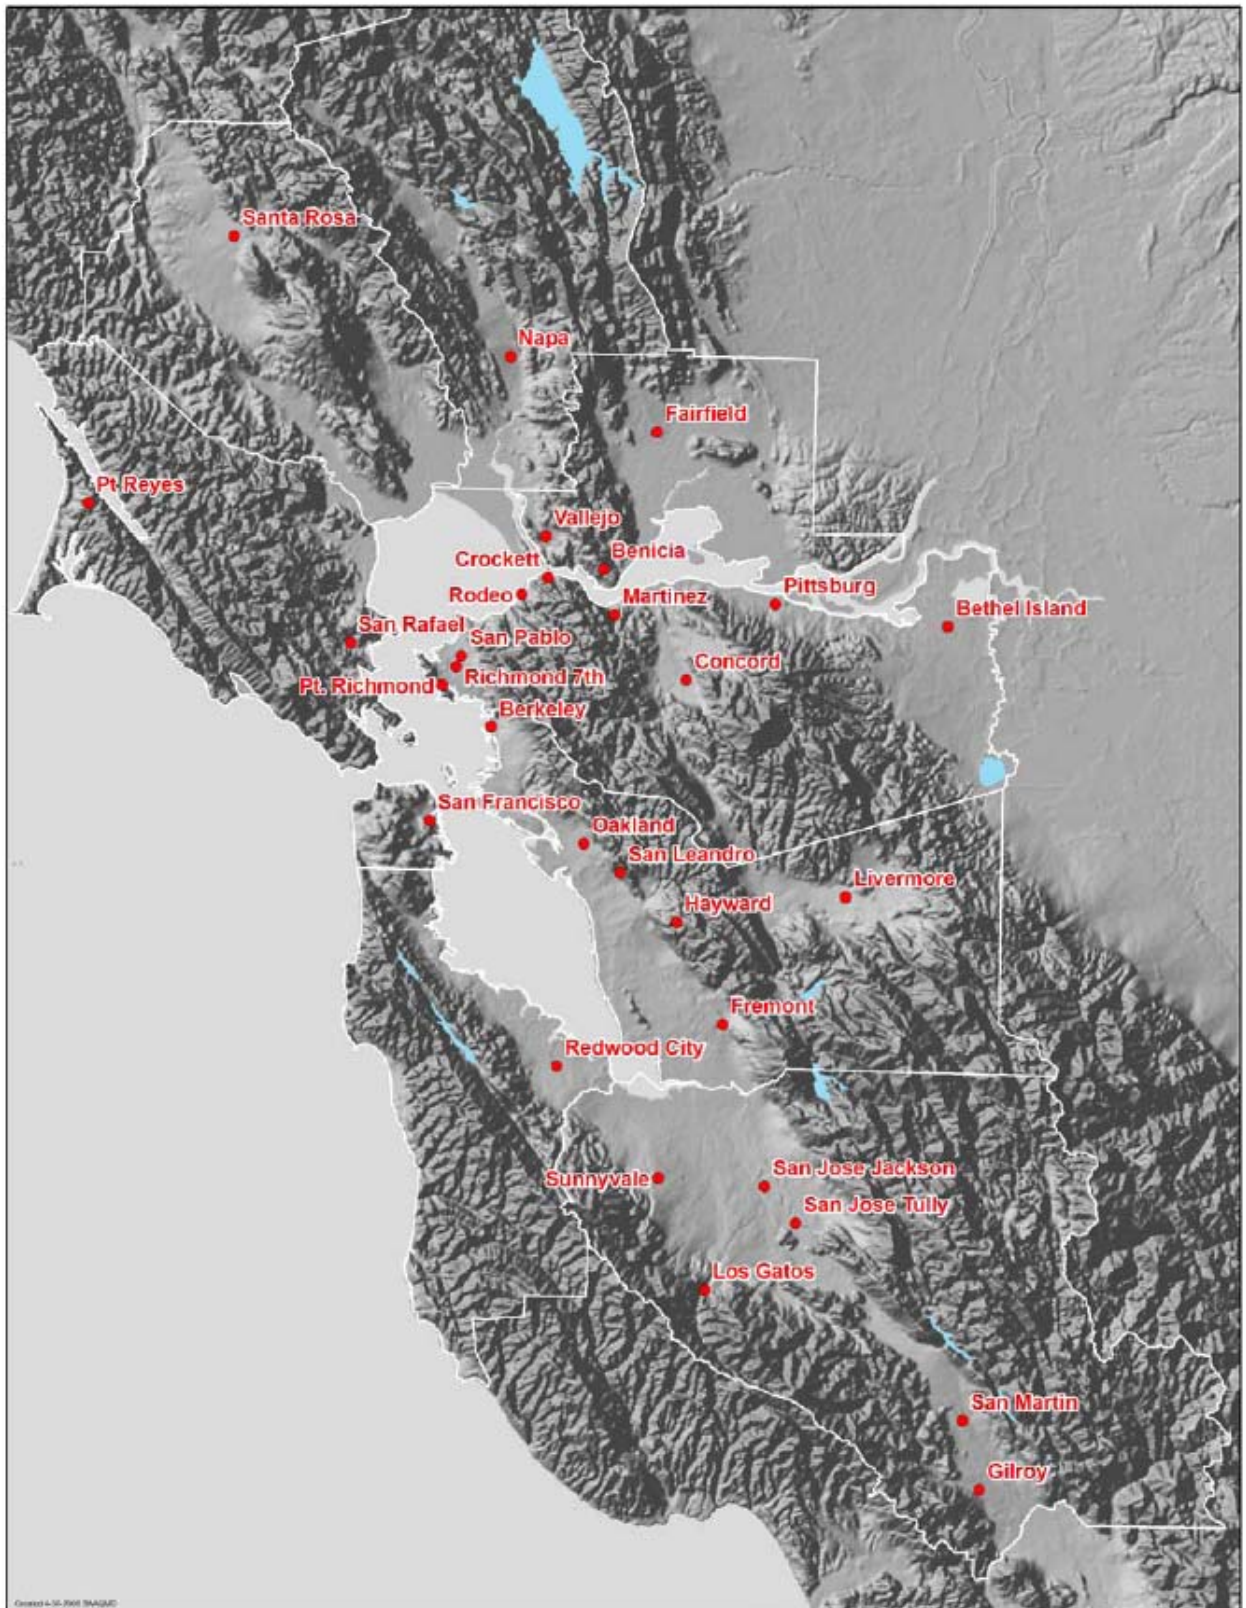 Santa Rosa
Napa
Fairfield
Pt Reyes
Vallejo
Benicia
Crockett
Pittsburg
Rodeo
Martinez
Bethel Island
San Rafael
San Pablo
Concord
Richmond 7th
Pt. Richmond
Berkeley
San Francisco
Oakland
San Leandro
Livermore
Hayward
Fremont
Redwood City
San Jose Jackson
Sunnyvale
San Jose Tully
Los Gatos
San Martin
Gilroy